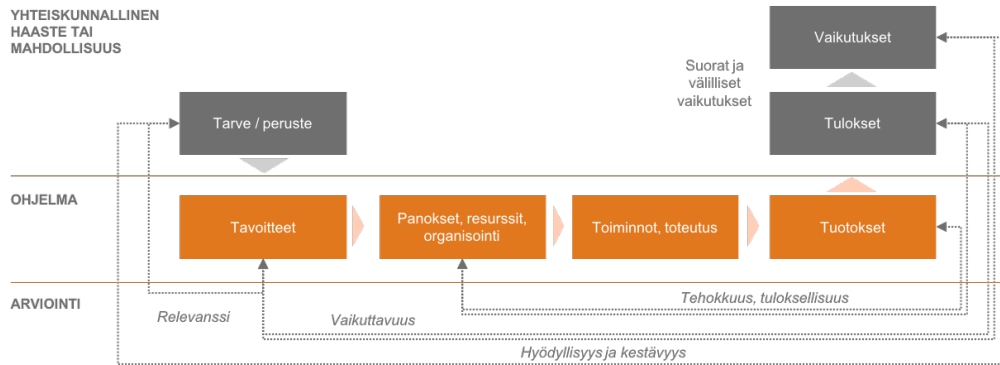 YHTEISKUNNALLINEN
HAASTE TAI
MAHDOLLISUUS
Vaikutukset
Suorat ja
välilliset
vaikutukset
Tarve / peruste
Tulokset
OHJELMA
Tavoitteet
Panokset, resurssit,
organisointi
Toiminnot, toteutus
Tuotokset
ARVIOINTI
Relevanssi
Vaikuttavuus
Tehokkuus, tuloksellisuus
Hyödyllisyys ja kestävyys